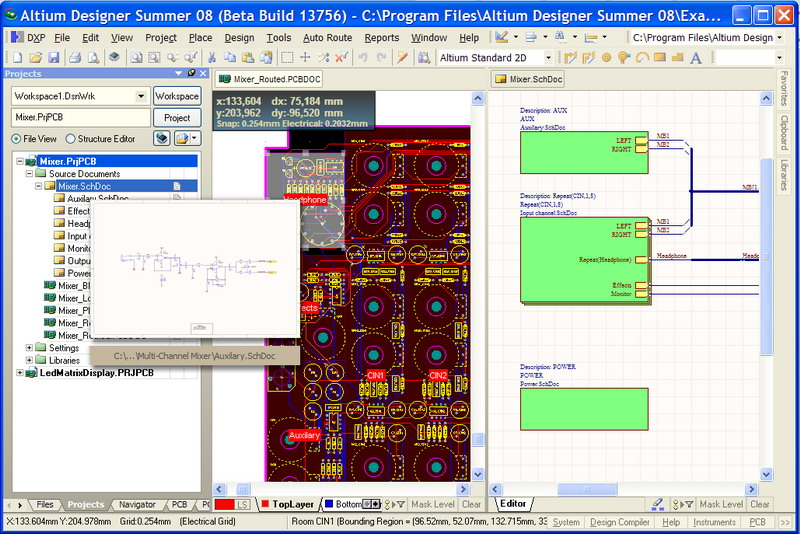 Altium Designer Summer 08 (Beta Build 13756) - C:\Program Files\Altium Designer Summer 08\Exa...
DXP File Edit View Project Place Design Tools Auto Route Reports Window Help C:\Program Files\Altium Design
Altium Standard 2D
Projects
Workspace1.DsnWrk Workspace
Mixer.PrjPCB Project
File View Structure Editor
Mixer.PrjPCB
Source Documents
Mixer.SchDoc
Auxilary.SchDoc
Effect
Headp
Input
Monito
Outpu
Power
Mixer_Bl
Mixer_Lo
Mixer_Pl
Mixer_Ro
Settings
Libraries
LedMatrixDisplay.PRJPCB
C:\...\Multi-Channel Mixer\Auxilary.SchDoc
Files Projects Navigator PCB PC
Mixer_Routed.PCBDOC
x:133,604 dx: 75,184 mm
y:203,962 dy: -96,520 mm
Snap: 0.254mm Electrical: 0.2032mm
Headphone
ects
CIN1
CIN2
Auxilary
LS TopLayer Bottom Mask Level Clear
Mixer.SchDoc
Description: AUX
AUX
Auxilary.SchDoc
LEFT MB1
RIGHT MB2
Description: Repeat(CIN,1,8)
Repeat(CIN,1,8)
Input channel.SchDoc
LEFT MB1
RIGHT MB2
Repeat(Headphone) Headphone
Effects
Monitor
Description: POWER
POWER
Power.SchDoc
Editor Mask Level Clear
Favorites
Clipboard
Libraries
X:133.604mm Y:204.978mm Grid:0.254mm (Electrical Grid) Room CIN1 (Bounding Region = (96.52mm, 52.07mm, 132.715mm, 33 System Design Compiler Help Instruments PCB >>